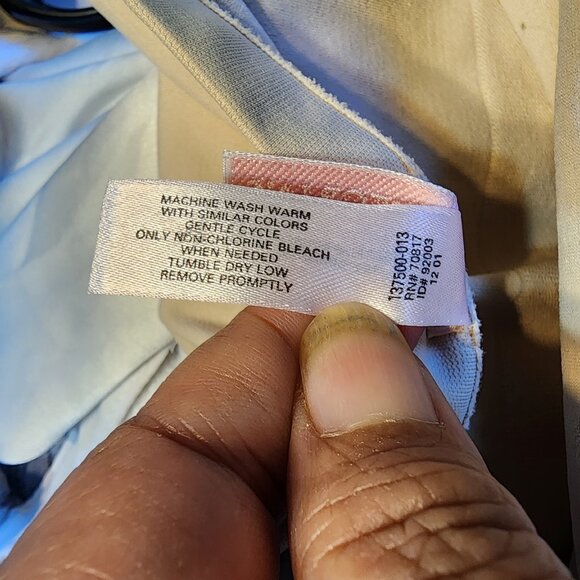 MACHINE WASH WARM
WITH SIMILAR COLORS
GENTLE CYCLE
ONLY NON-CHLORINE BLEACH
WHEN NEEDED
TUMBLE DRY LOW
REMOVE PROMPTLY
137500-013
RN# 70817
ID# 92003
12 01